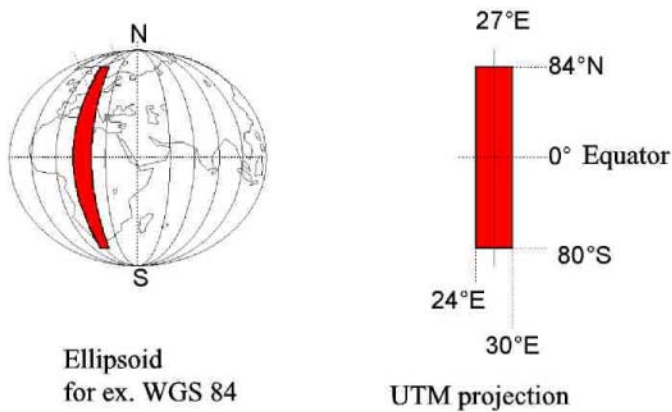 N
S
Ellipsoid
for ex. WGS 84
27°E
84°N
0° Equator
80°S
24°E
30°E
UTM projection